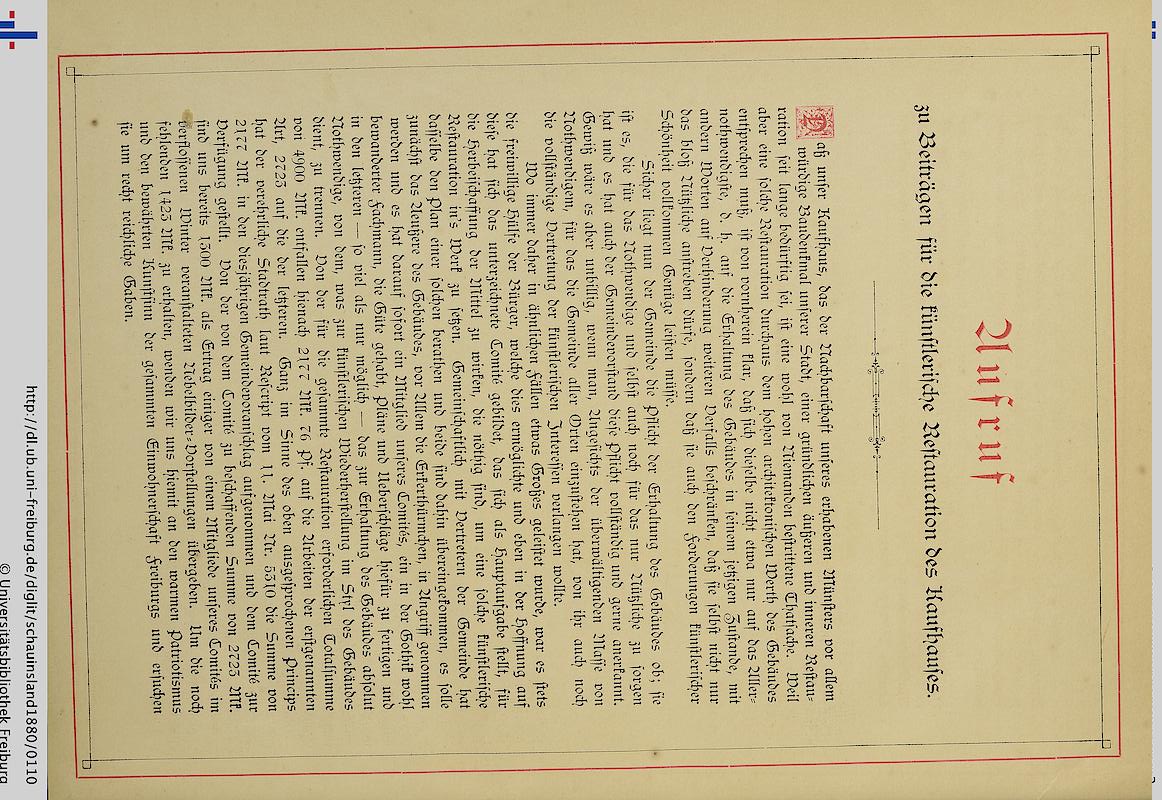 Aufruf
zu Beiträgen für die künstlerische Restauration des Kaufhauses.
Daß unser Kaufhaus, das der Nachbarschaft unseres erhabenen Münsters vor allem
würdige Baudenkmal unserer Stadt, einer gründlichen äußeren und inneren Restau-
ration seit lange bedürftig sei, ist eine wohl von Niemanden bestrittene Thatsache. Weil
aber eine solche Restauration durchaus dem hohen architektonischen Werth des Gebäudes
entsprechen muß, ist von vornherein klar, daß sich dieselbe nicht etwa nur auf das Aller-
nothwendigste, d. h. auf die Erhaltung des Gebäudes in seinem jetzigen Zustande, mit
andern Worten auf Verhinderung weiteren Verfalls beschränken, daß sie selbst nicht nur
das bloß Nützliche anstreben dürfe, sondern daß sie auch den Forderungen künstlerischer
Schönheit vollkommen Genüge leisten müsse.
Sicher liegt nun der Gemeinde die Pflicht der Erhaltung des Gebäudes ob; sie
ist es, die für das Nothwendige und selbst auch noch für das nur Nützliche zu sorgen
hat und es hat auch der Gemeindevorstand diese Pflicht vollständig und gerne anerkannt.
Gewiß wäre es aber unbillig, wenn man, Angesichts der überwältigenden Masse von
Nothwendigem, für das die Gemeinde aller Orten einzustehen hat, von ihr auch noch
die vollständige Vertretung der künstlerischen Interessen verlangen wollte.
Wo immer daher in ähnlichen Fällen etwas Großes geleistet wurde, war es stets
die freiwillige Hülfe der Bürger, welche dies ermöglichte und eben in der Hoffnung auf
diese hat sich das unterzeichnete Comité gebildet, das sich als Hauptaufgabe stellt, für
die Herbeischaffung der Mittel zu wirken, die nöthig sind, um eine solche künstlerische
Restauration in's Werk zu setzen. Gemeinschaftlich mit Vertretern der Gemeinde hat
dasselbe den Plan einer solchen berathen und beide sind dahin übereingekommen, es solle
zunächst das Aeußere des Gebäudes, vor Allem die Erkerthürmchen, in Angriff genommen
werden und es hat darauf sofort ein Mitglied unseres Comités, ein in der Gothik wohl
bewanderter Fachmann, die Güte gehabt, Pläne und Ueberschläge hiefür zu fertigen und
in den letzteren — so viel als nur möglich — das zur Erhaltung des Gebäudes absolut
Nothwendige, von dem, was zur künstlerischen Wiederherstellung im Styl des Gebäudes
dient, zu trennen. Von der für die gesammte Restauration erforderlichen Totalsumme
von 4900 Mk. entfallen hienach 2177 Mk. 76 Pf. auf die Arbeiten der erstgenannten
Art, 2723 auf die der letzteren. Ganz im Sinne des oben ausgesprochenen Princips
hat der verehrliche Stadtrath laut Rescript vom 11. Mai Nr. 5310 die Summe von
2177 Mk. in den diesjährigen Gemeindevoranschlag aufgenommen und dem Comité zur
Verfügung gestellt. Von der von dem Comité zu beschaffenden Summe von 2723 Mk.
sind uns bereits 1300 Mk. als Ertrag einiger von einem Mitgliede unseres Comités im
verflossenen Winter veranstalteten Nebelbilder-Vorstellungen übergeben. Um die noch
fehlenden 1423 Mk. zu erhalten, wenden wir uns hiemit an den warmen Patriotismus
und den bewährten Kunstsinn der gesammten Einwohnerschaft Freiburgs und ersuchen
sie um recht reichliche Gaben.
http://dl.ub.uni-freiburg.de/diglit/schauinsland1880/0110
© Universitätsbibliothek Freiburg